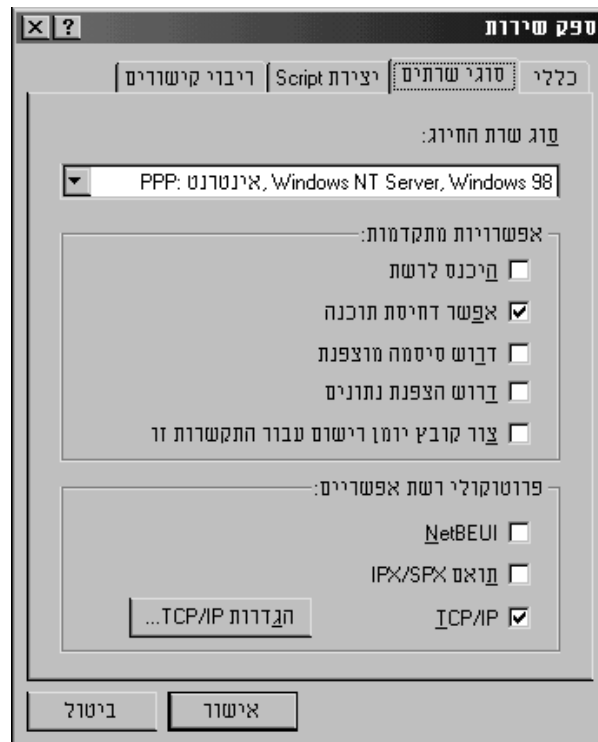 ספק שירות
כללי סוגי שרתים יצירת Script ריבוי קישורים
סוג שרת החיוג:
PPP: אינטרנט, Windows NT Server, Windows 98
אפשרויות מתקדמות:
היכנס לרשת
אפשר דחיסת תוכנה
דרוש סיסמה מוצפנת
דרוש הצפנת נתונים
צור קובץ יומן רישום עבור התקשרות זו
פרוטוקולי רשת אפשריים:
NetBEUI
תואם IPX/SPX
TCP/IP
הגדרות TCP/IP...
אישור ביטול